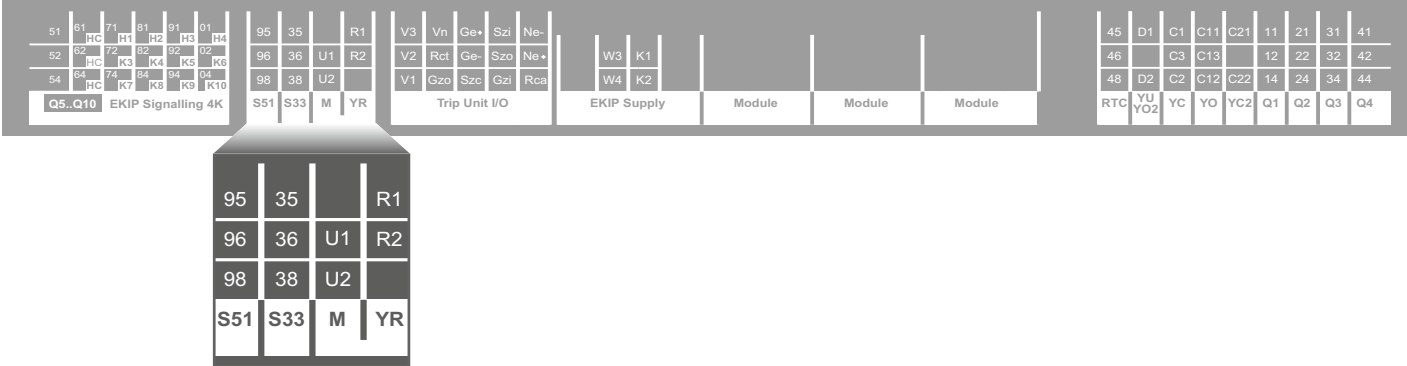 61 71 81 91 01
51 HC H1 H2 H3 H4 95 35 R1 V3 Vn Ge+ Szi Ne- 45 D1 C1 C11 C21 11 21 31 41
62 72 82 92 02
52 HC K3 K4 K5 K6 96 36 U1 R2 V2 Rct Ge- Szo Ne+ W3 K1 46 C3 C13 12 22 32 42
64 74 84 94 04
54 HC K7 K8 K9 K10 98 38 U2 V1 Gzo Szc Gzi Rca W4 K2 48 D2 C2 C12 C22 14 24 34 44
Q5..Q10 EKIP Signalling 4K S51 S33 M YR Trip Unit I/O EKIP Supply Module Module Module RTC YU YC YO YC2 Q1 Q2 Q3 Q4
YO2
95 35 R1
96 36 U1 R2
98 38 U2
S51 S33 M YR